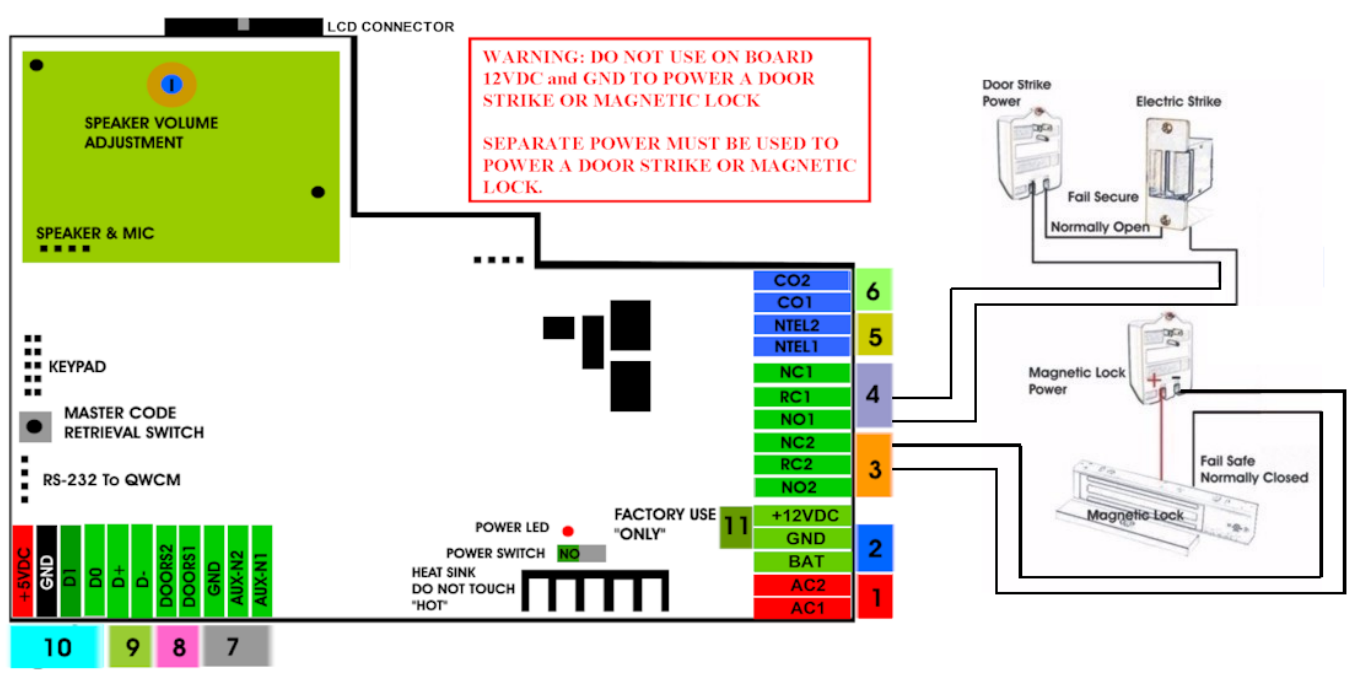 LCD CONNECTOR
WARNING: DO NOT USE ON BOARD
12VDC and GND TO POWER A DOOR
STRIKE OR MAGNETIC LOCK
SEPARATE POWER MUST BE USED TO
POWER A DOOR STRIKE OR MAGNETIC
LOCK.
SPEAKER VOLUME
ADJUSTMENT
SPEAKER & MIC
Door Strike
Power
Electric Strike
Fail Secure
Normally Open
CO2
CO1
6
NTEL2
NTEL1
5
NC1
RC1
NO1
4
NC2
RC2
NO2
3
+12VDC
GND
BAT
2
AC2
AC1
1
Magnetic Lock
Power
+
-
Fail Safe
Normally Closed
Magnetic Lock
KEYPAD
MASTER CODE
RETRIEVAL SWITCH
RS-232 To QWCM
FACTORY USE
"ONLY"
11
POWER LED
POWER SWITCH
NO
HEAT SINK
DO NOT TOUCH
"HOT"
+5VDC
GND
D1
D0
D+
D-
DOORS2
DOORS1
GND
AUX-N2
AUX-N1
10
9
8
7